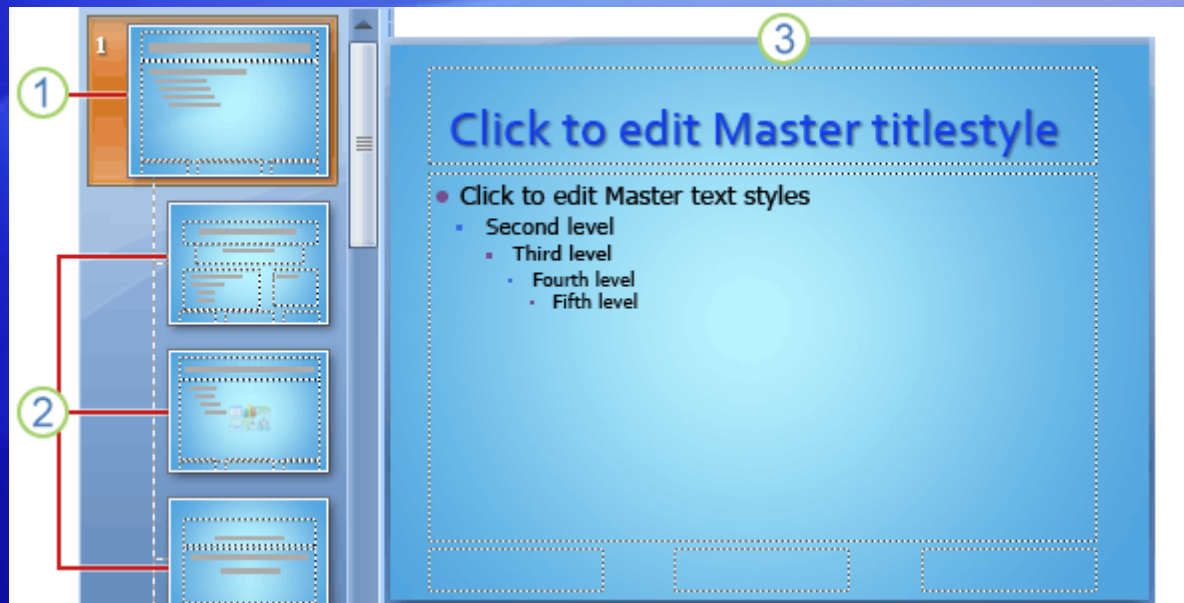 1
1
2
3
Click to edit Master titlestyle
Click to edit Master text styles
Second level
Third level
Fourth level
Fifth level